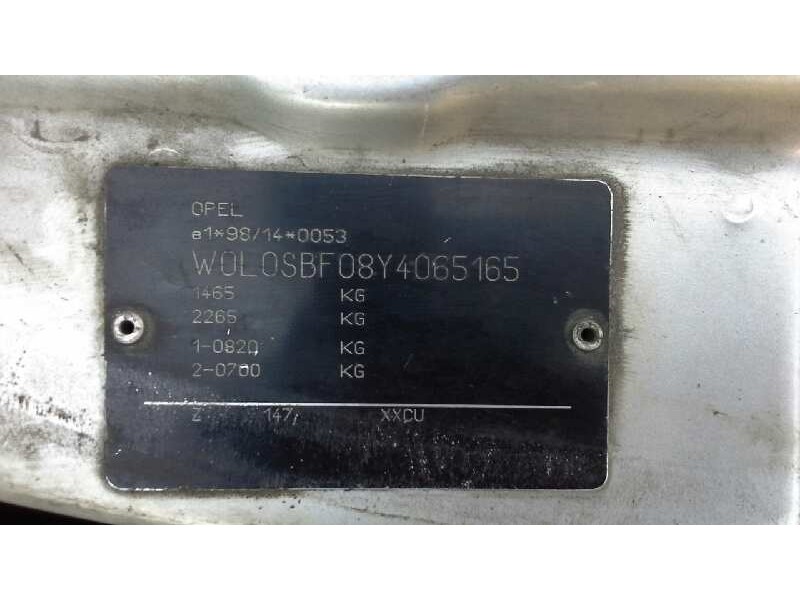 OPEL
e1*98/14*0053
W0L0SBF08Y4065165
1465 KG
2265 KG
1-0820 KG
2-0700 KG
Z 147, XXCU